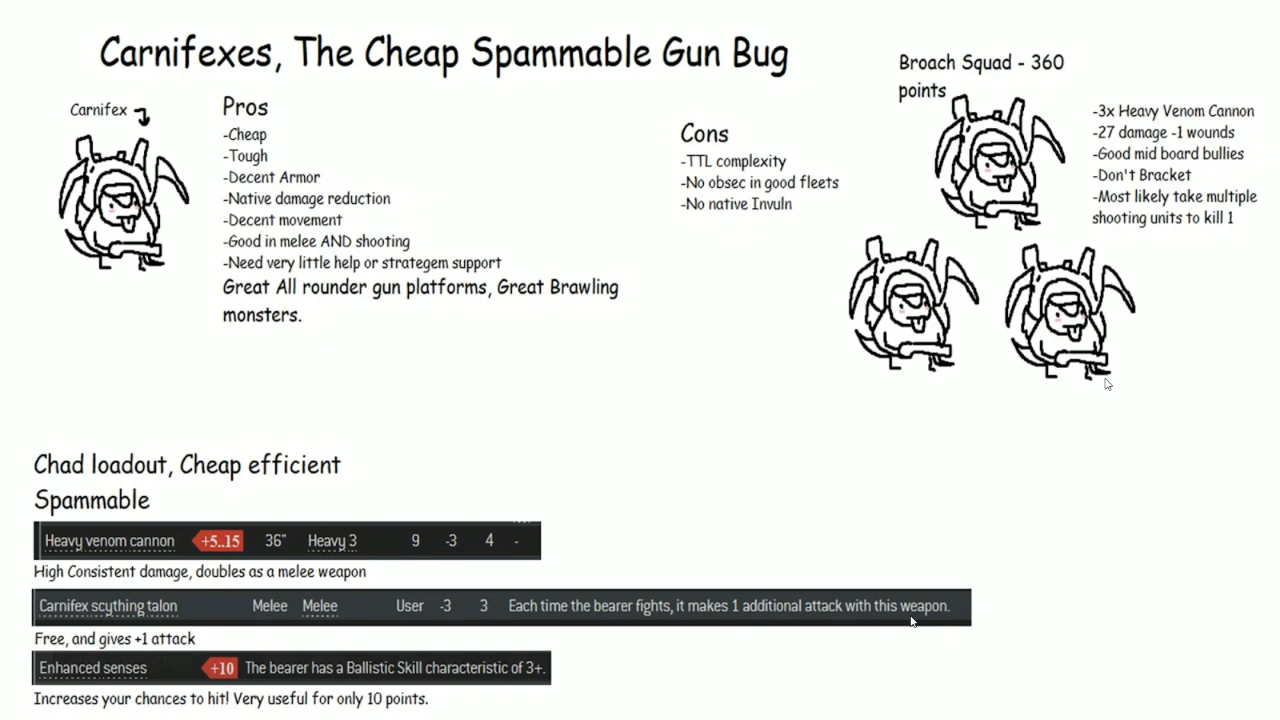 Carnifexes, The Cheap Spammable Gun Bug
Carnifex
Pros
-Cheap
-Tough
-Decent Armor
-Native damage reduction
-Decent movement
-Good in melee AND shooting
-Need very little help or strategem support
Great All rounder gun platforms, Great Brawling
monsters.
Cons
-TTL complexity
-No obsec in good fleets
-No native Invuln
Broach Squad - 360
points
-3x Heavy Venom Cannon
-27 damage -1 wounds
-Good mid board bullies
-Don't Bracket
-Most likely take multiple
shooting units to kill 1
Chad loadout, Cheap efficient
Spammable
Heavy venom cannon +5..15 36" Heavy 3 9 -3 4 -
High Consistent damage, doubles as a melee weapon
Carnifex scything talon Melee Melee User -3 3 Each time the bearer fights, it makes 1 additional attack with this weapon.
Free, and gives +1 attack
Enhanced senses +10 The bearer has a Ballistic Skill characteristic of 3+.
Increases your chances to hit! Very useful for only 10 points.